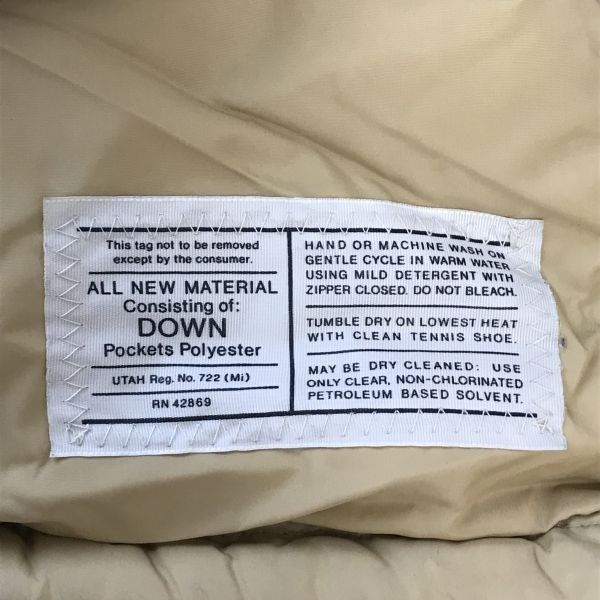 This tag not to be removed
except by the consumer.
ALL NEW MATERIAL
Consisting of:
DOWN
Pockets Polyester
UTAH Reg. No. 722 (Mi)
RN 42869
HAND OR MACHINE WASH ON
GENTLE CYCLE IN WARM WATER
USING MILD DETERGENT WITH
ZIPPER CLOSED. DO NOT BLEACH.
TUMBLE DRY ON LOWEST HEAT
WITH CLEAN TENNIS SHOE.
MAY BE DRY CLEANED: USE
ONLY CLEAR, NON-CHLORINATED
PETROLEUM BASED SOLVENT.